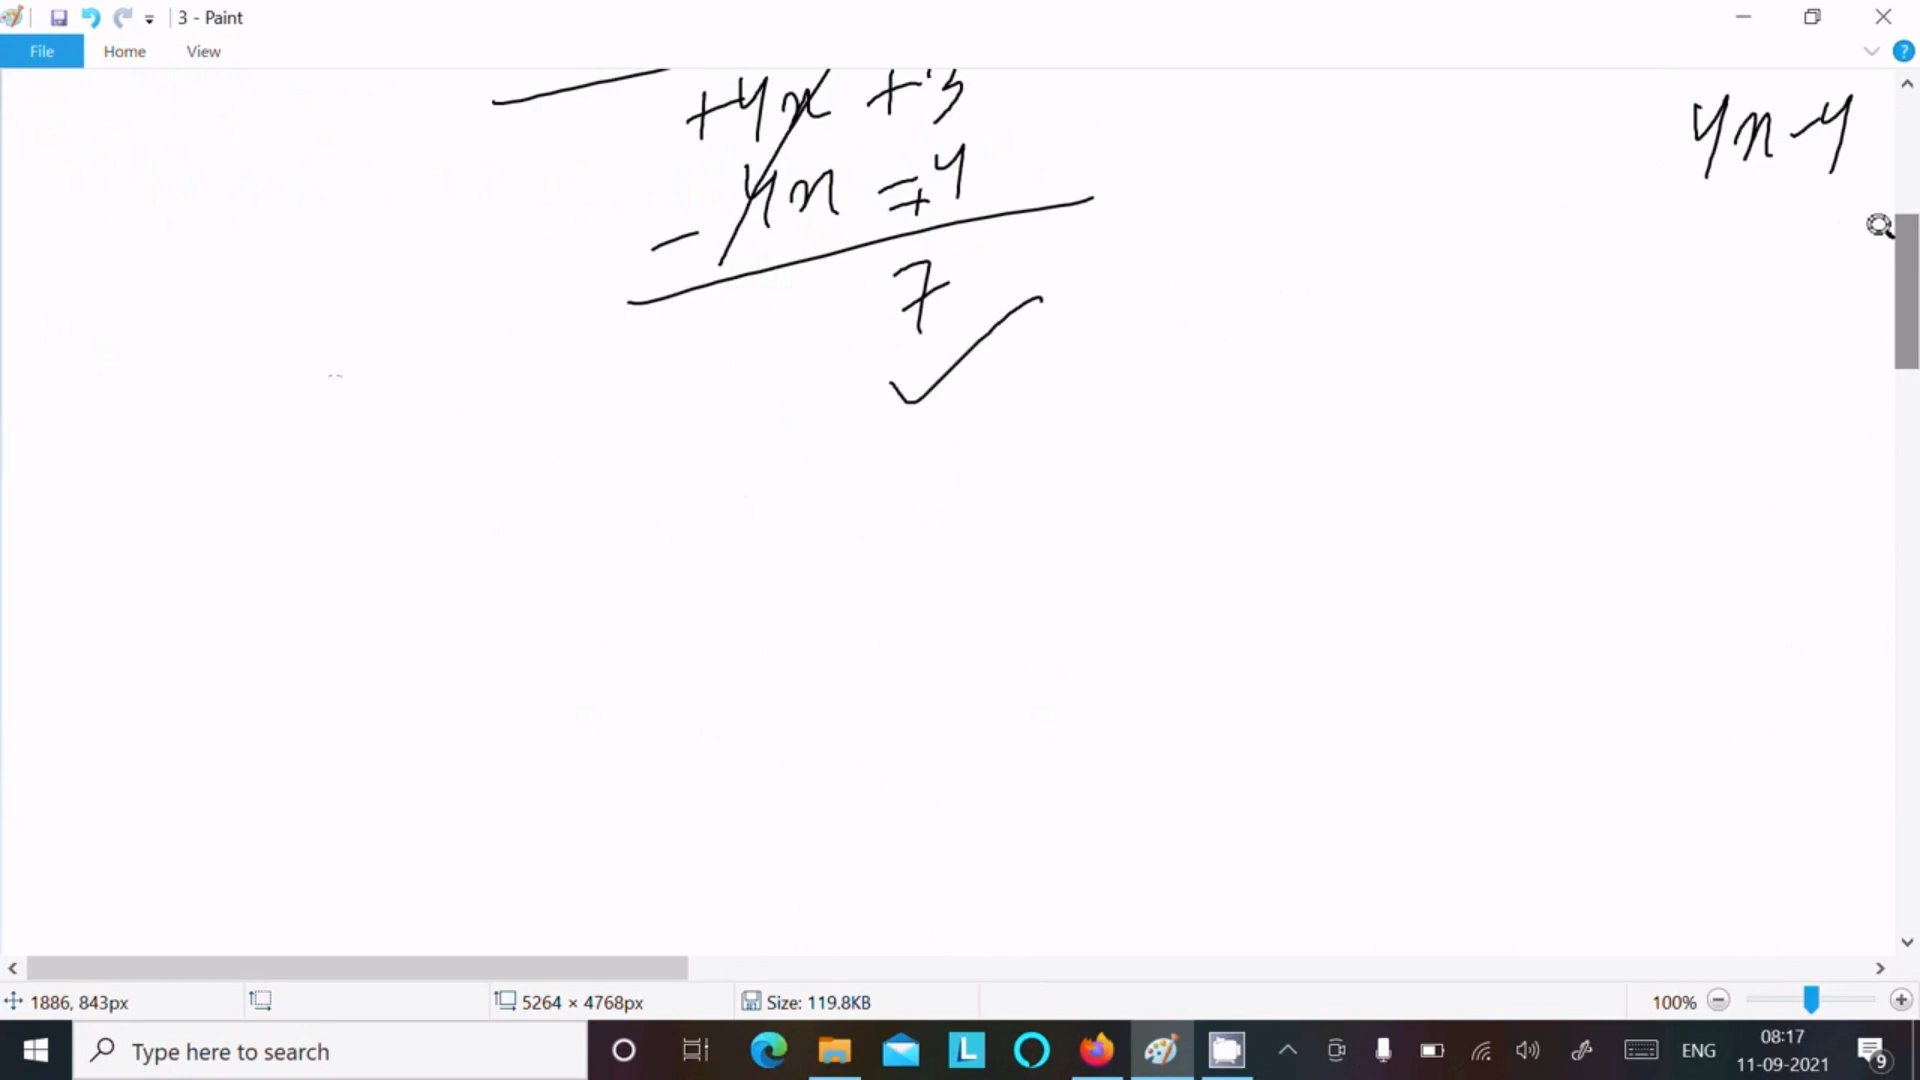 3 - Paint
File Home View
+4x +3
4x - 4
4x = + 4
-
7
1886, 843px 5264 × 4768px Size: 119.8KB 100%
Type here to search
ENG
08:17
11-09-2021
9